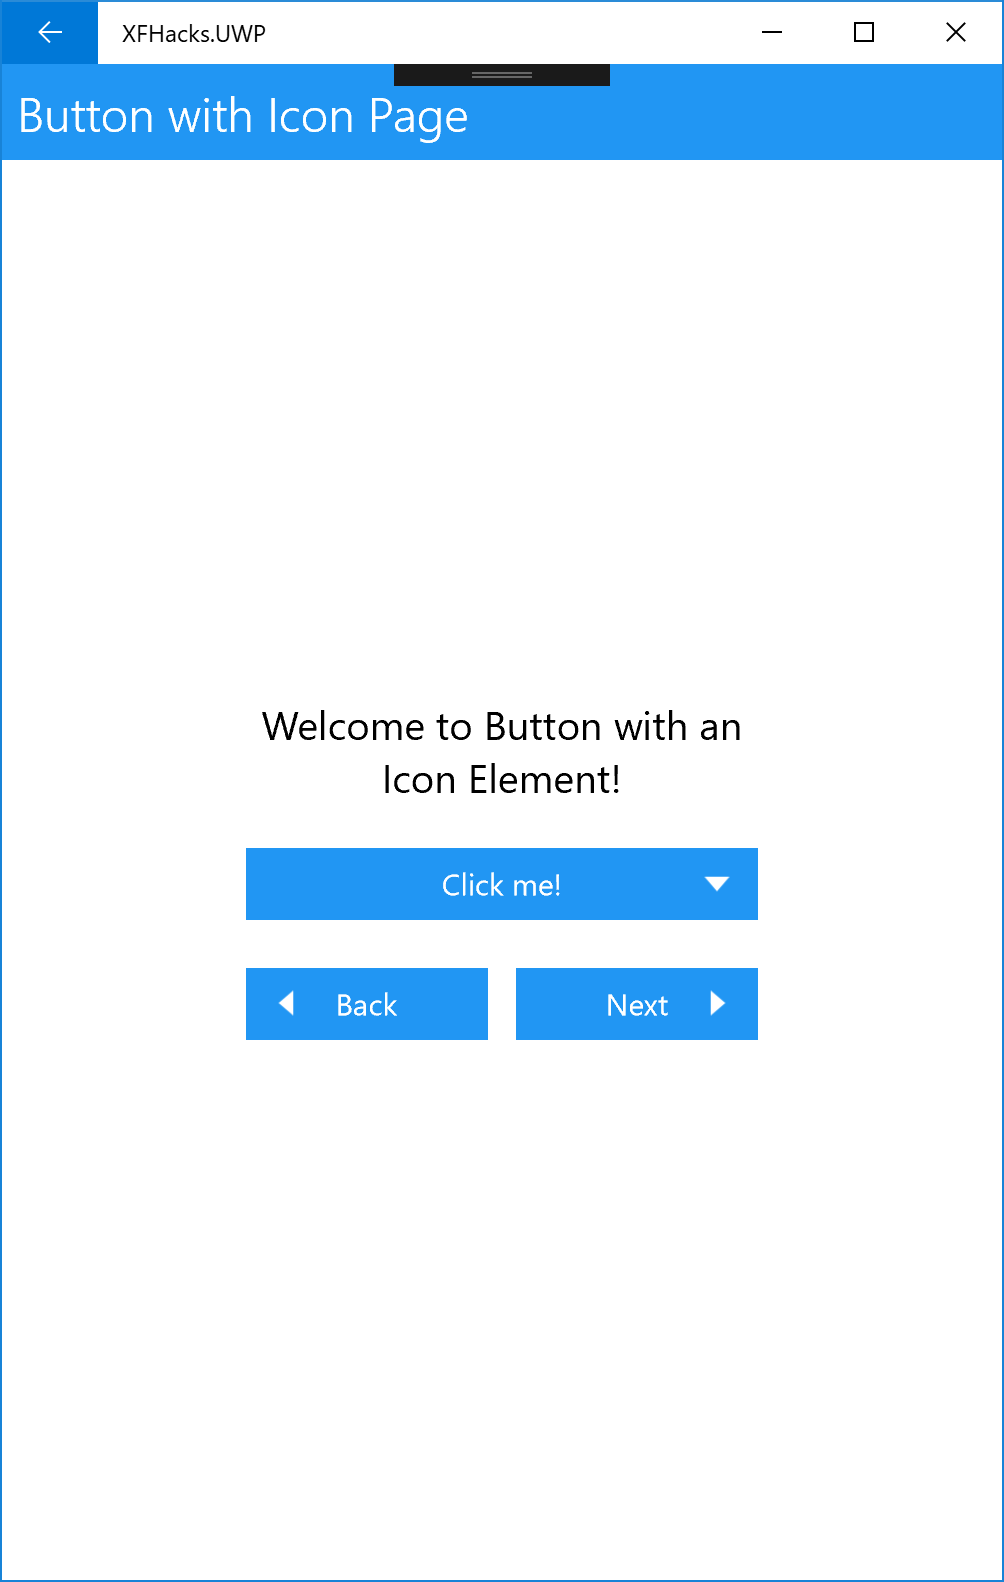 XFHacks.UWP
Button with Icon Page
Welcome to Button with an
Icon Element!
Click me!
Back
Next